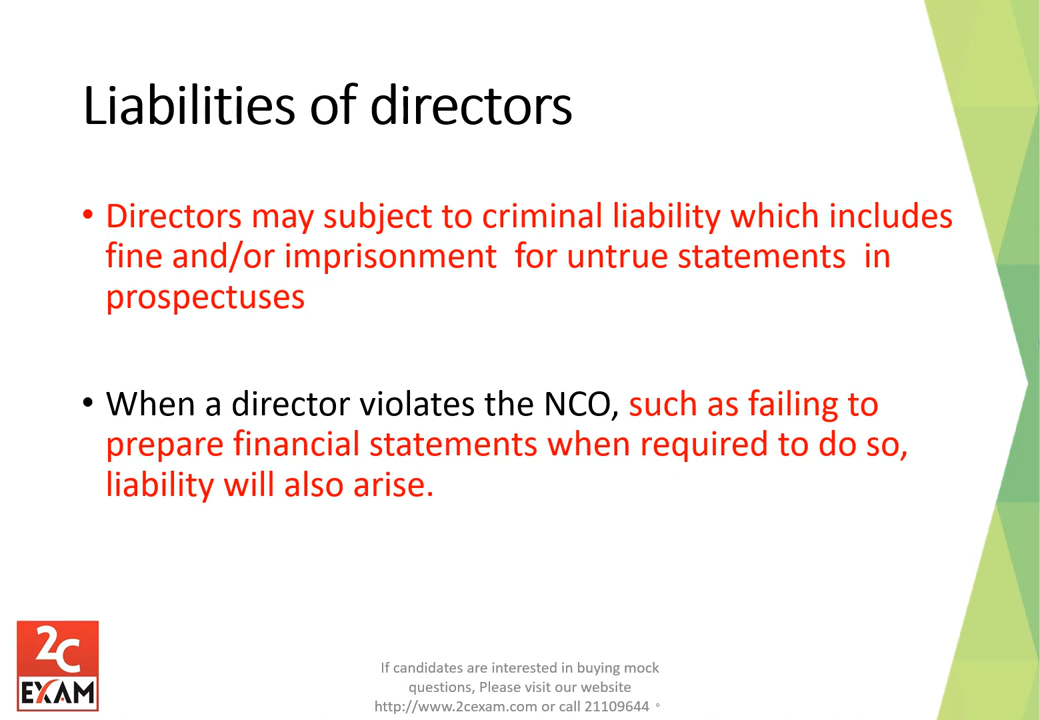 Liabilities of directors
• Directors may subject to criminal liability which includes
fine and/or imprisonment for untrue statements in
prospectuses
• When a director violates the NCO, such as failing to
prepare financial statements when required to do so,
liability will also arise.
2C
EXAM
If candidates are interested in buying mock
questions, Please visit our website
http://www.2cexam.com or call 21109644 。